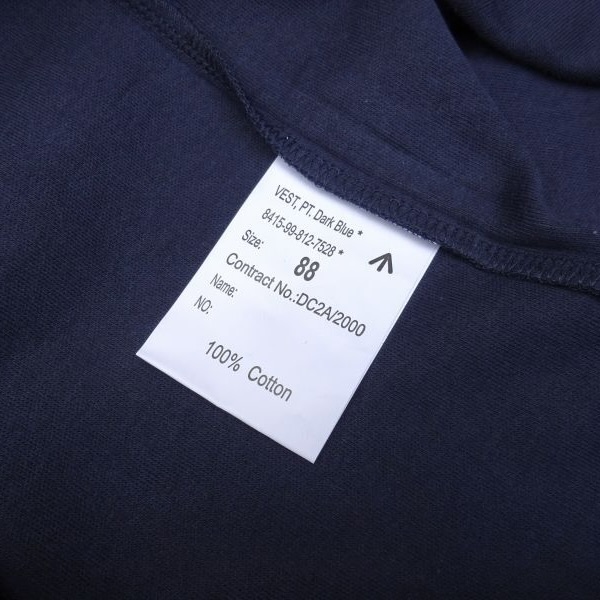 VEST, PT. Dark Blue *
8415-99-812-7528 *
Size: 88
Contract No.:DC2A/2000
Name:
NO:
100% Cotton